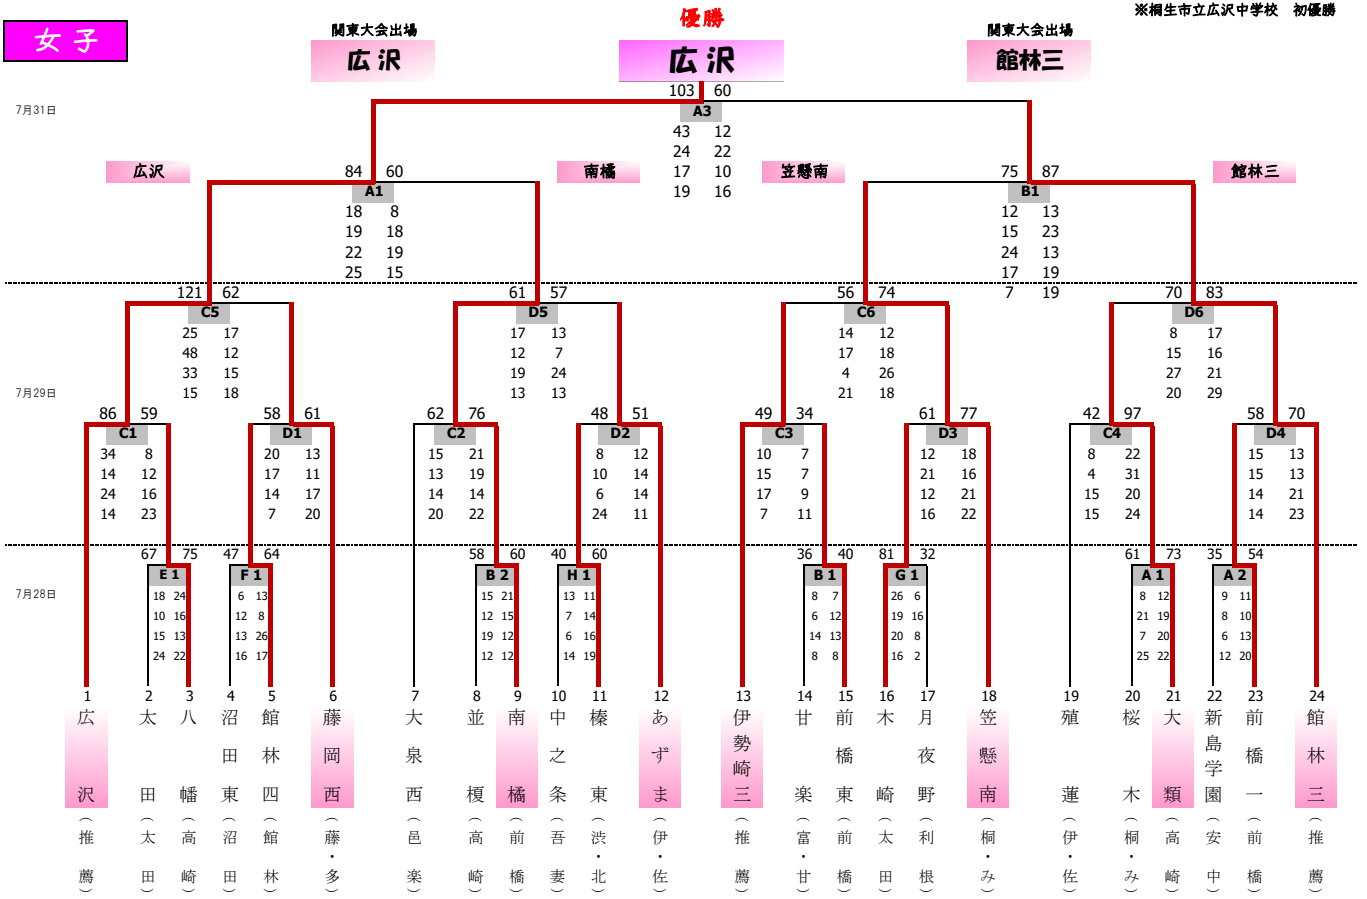 ※桐生市立広沢中学校　初優勝
優勝
女 子
関東大会出場
関東大会出場
広 沢
広 沢
館林三
103 60
7月31日
A3
43 12
24 22
17 10
19 16
広沢
84 60
南橘
笠懸南
75 87
館林三
A1
B1
18 8
12 13
19 18
15 23
22 19
24 13
25 15
17 19
7 19
121 62
61 57
56 74
70 83
C5
D5
C6
D6
25 17
17 13
14 12
8 17
48 12
12 7
17 18
15 16
33 15
19 24
4 26
27 21
15 18
13 13
21 18
20 29
7月29日
86 59
58 61
62 76
48 51
49 34
61 77
42 97
58 70
C1
D1
C2
D2
C3
D3
C4
D4
34 8
20 13
15 21
8 12
10 7
12 18
8 22
15 13
14 12
17 11
13 19
10 14
15 7
21 16
4 31
15 13
24 16
14 17
14 14
6 14
17 9
12 21
15 20
14 21
14 23
7 20
20 22
24 11
7 11
16 22
15 24
14 23
67 75
47 64
58 60
40 60
36 40
81 32
61 73
35 54
E 1
F 1
B 2
H 1
B 1
G 1
A 1
A 2
18 24
6 13
15 21
13 11
8 7
26 6
8 12
9 11
7月28日
10 16
12 8
12 15
7 14
6 12
19 16
21 19
8 10
15 13
13 26
19 12
6 16
14 13
20 8
7 20
6 13
24 22
16 17
12 12
14 19
8 8
16 2
25 22
12 20
1
広沢
（推薦）
2
太田
（太田）
3
八幡
（高崎）
4
沼田東
（沼田）
5
館林四
（館林）
6
藤岡西
（藤・多）
7
大泉西
（邑楽）
8
並榎
（高崎）
9
南橘
（前橋）
10
中之条
（吾妻）
11
榛東
（渋・北）
12
あずま
（伊・佐）
13
伊勢崎三
（推薦）
14
甘楽
（富・甘）
15
前橋東
（前橋）
16
木崎
（太田）
17
月夜野
（利根）
18
笠懸南
（桐・み）
19
殖蓮
（伊・佐）
20
桜木
（桐・み）
21
大類
（高崎）
22
新島学園
（安中）
23
前橋一
（前橋）
24
館林三
（推薦）